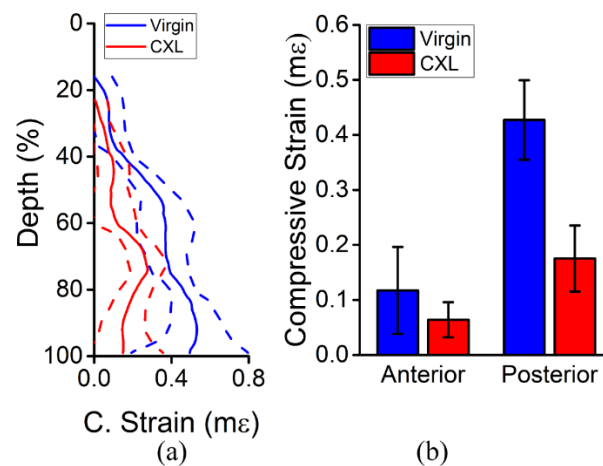 Virgin
CXL
0
20
40
60
80
100
Depth (%)
0.0 0.4 0.8
C. Strain (mε)
(a)
Virgin
CXL
0.6
0.5
0.4
0.3
0.2
0.1
0.0
Compressive Strain (mε)
Anterior Posterior
(b)